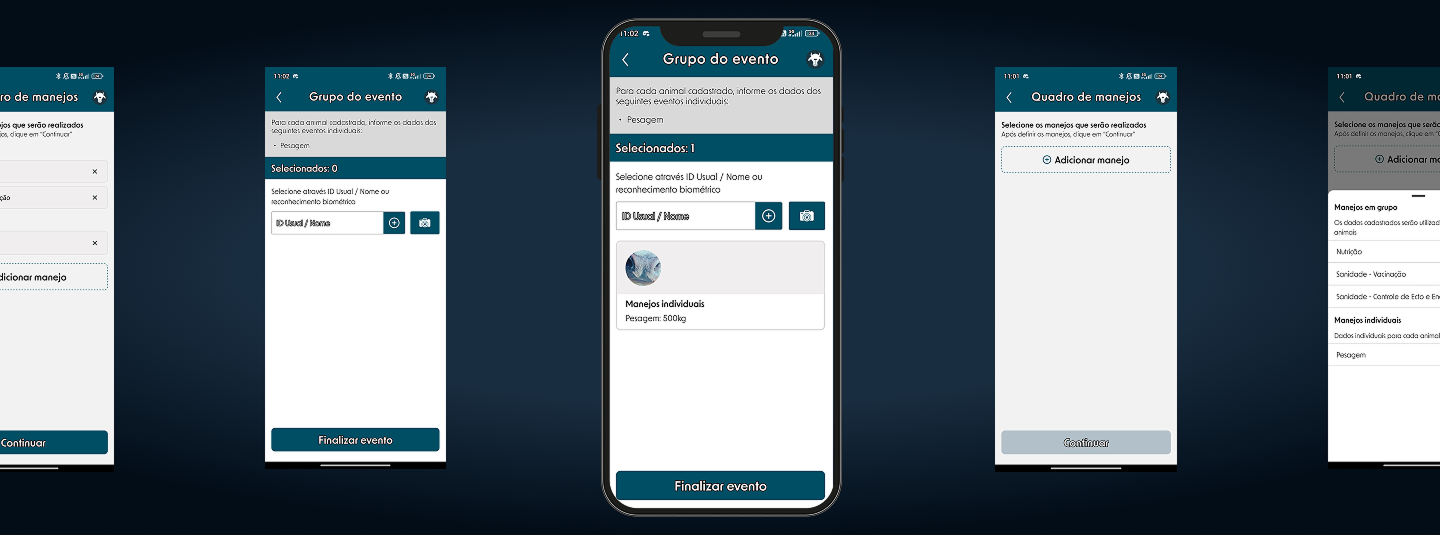 ro de manejos
jos que serão realizados
jos, clique em "Continuar"
×
ção ×
×
dicionar manejo
Continuar
11:02
Grupo do evento
Para cada animal cadastrado, informe os dados dos
seguintes eventos individuais:
• Pesagem
Selecionados: 0
Selecione através ID Usual / Nome ou
reconhecimento biométrico
ID Usual / Nome
Finalizar evento
11:02
Grupo do evento
Para cada animal cadastrado, informe os dados dos
seguintes eventos individuais:
• Pesagem
Selecionados: 1
Selecione através ID Usual / Nome ou
reconhecimento biométrico
ID Usual / Nome
Manejos individuais
Pesagem: 500kg
Finalizar evento
11:01
Quadro de manejos
Selecione os manejos que serão realizados
Após definir os manejos, clique em "Continuar"
Adicionar manejo
Continuar
11:01
Quadro de ma
Selecione os manejos que serão
Após definir os manejos, clique em "C
Adicionar ma
Manejos em grupo
Os dados cadastrados serão utilizad
animais
Nutrição
Sanidade - Vacinação
Sanidade - Controle de Ecto e En
Manejos individuais
Dados individuais para cada animal
Pesagem